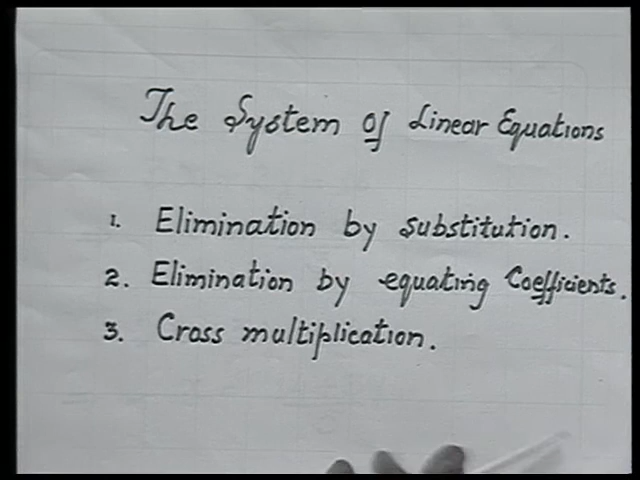 The System of Linear Equations
1. Elimination by substitution.
2. Elimination by equating Coefficients.
3. Cross multiplication.